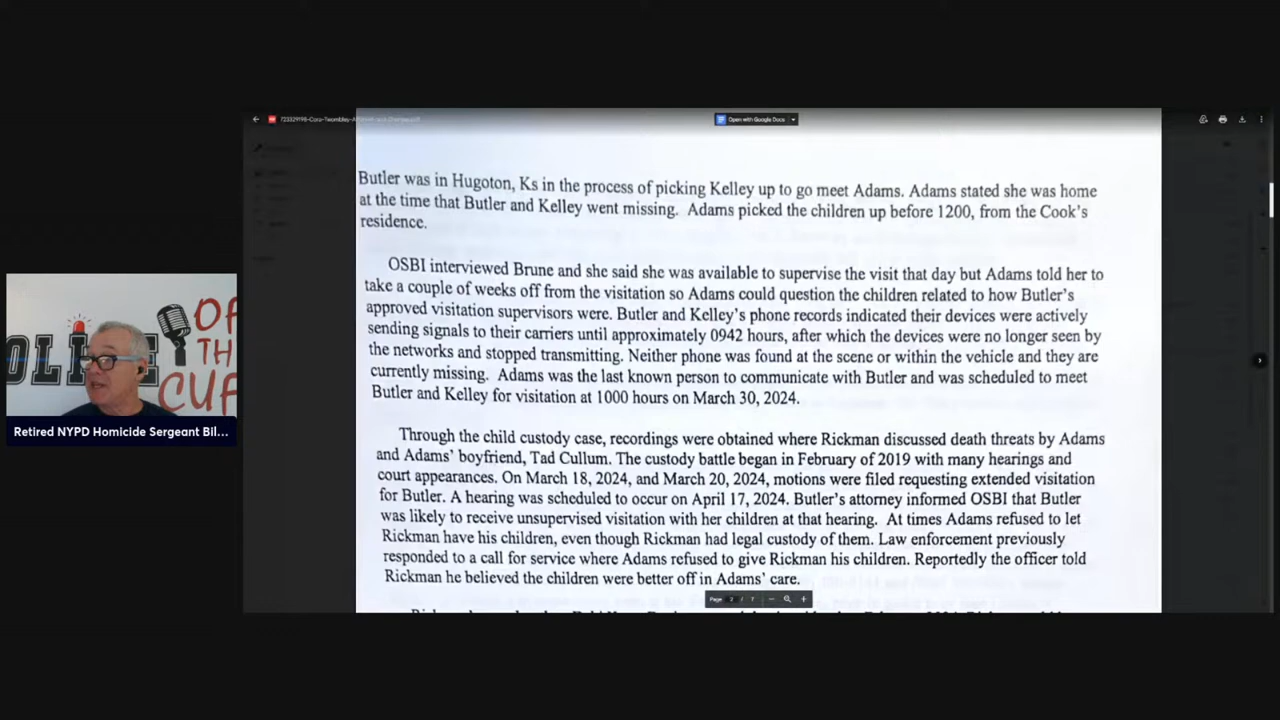 Open with Google Docs
Butler was in Hugoton, Ks in the process of picking Kelley up to go meet Adams. Adams stated she was home
at the time that Butler and Kelley went missing. Adams picked the children up before 1200, from the Cook's
residence.
OSBI interviewed Brune and she said she was available to supervise the visit that day but Adams told her to
take a couple of weeks off from the visitation so Adams could question the children related to how Butler's
approved visitation supervisors were. Butler and Kelley's phone records indicated their devices were actively
sending signals to their carriers until approximately 0942 hours, after which the devices were no longer seen by
the networks and stopped transmitting. Neither phone was found at the scene or within the vehicle and they are
currently missing. Adams was the last known person to communicate with Butler and was scheduled to meet
Butler and Kelley for visitation at 1000 hours on March 30, 2024.
Through the child custody case, recordings were obtained where Rickman discussed death threats by Adams
and Adams' boyfriend, Tad Cullum. The custody battle began in February of 2019 with many hearings and
court appearances. On March 18, 2024, and March 20, 2024, motions were filed requesting extended visitation
for Butler. A hearing was scheduled to occur on April 17, 2024. Butler's attorney informed OSBI that Butler
was likely to receive unsupervised visitation with her children at that hearing. At times Adams refused to let
Rickman have his children, even though Rickman had legal custody of them. Law enforcement previously
responded to a call for service where Adams refused to give Rickman his children. Reportedly the officer told
Rickman he believed the children were better off in Adams' care.
Page 2 / 7
OLI E
OF
TH
CUF
Retired NYPD Homicide Sergeant Bil...